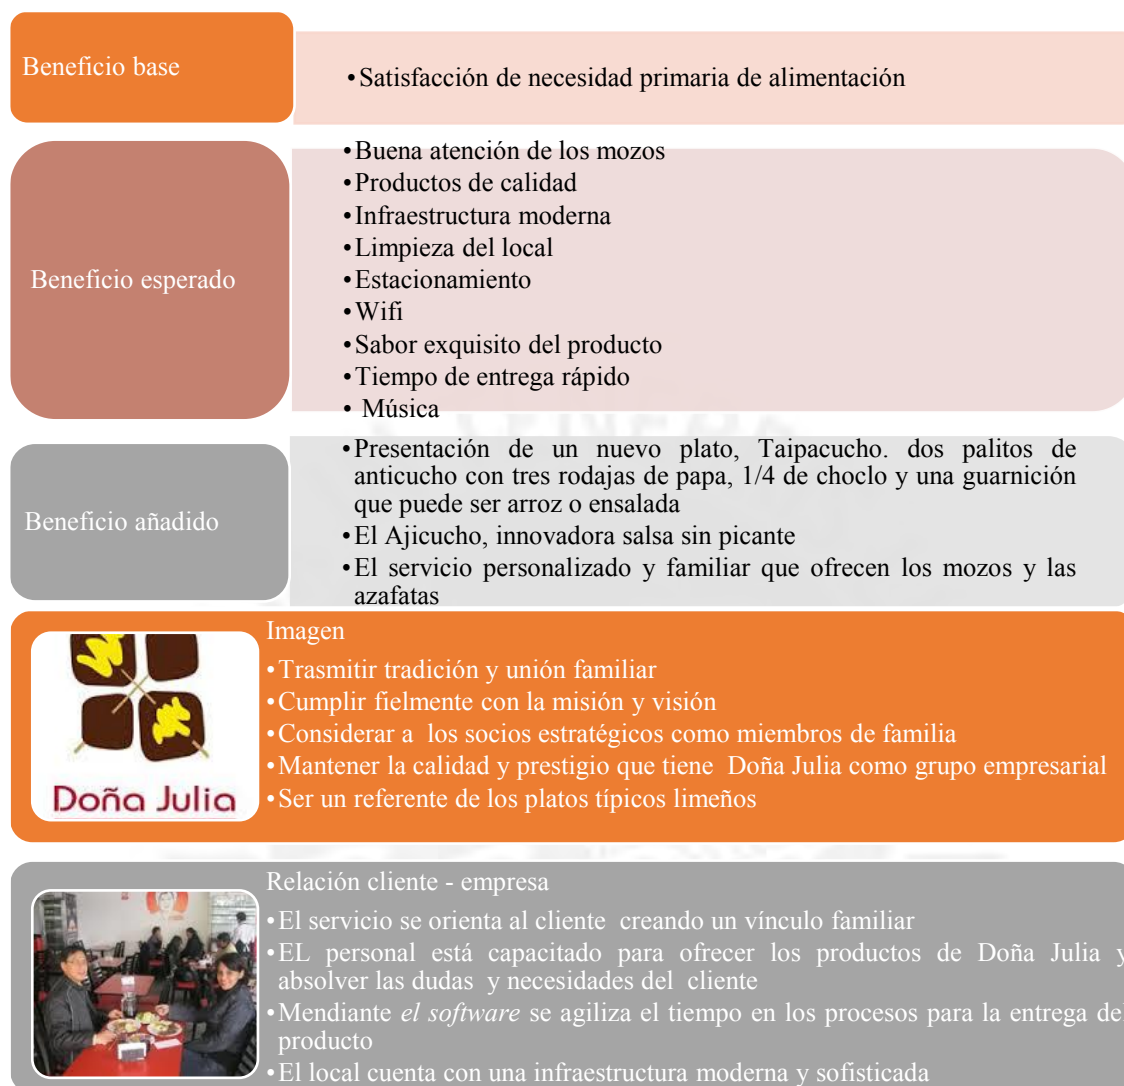 Beneficio base
•Satisfacción de necesidad primaria de alimentación
Beneficio esperado
•Buena atención de los mozos
•Productos de calidad
•Infraestructura moderna
•Limpieza del local
•Estacionamiento
•Wifi
•Sabor exquisito del producto
•Tiempo de entrega rápido
• Música
Beneficio añadido
•Presentación de un nuevo plato, Taipacucho. dos palitos de
anticucho con tres rodajas de papa, 1/4 de choclo y una guarnición
que puede ser arroz o ensalada
•El Ajicucho, innovadora salsa sin picante
•El servicio personalizado y familiar que ofrecen los mozos y las
azafatas
Doña Julia
Imagen
•Trasmitir tradición y unión familiar
•Cumplir fielmente con la misión y visión
•Considerar a los socios estratégicos como miembros de familia
•Mantener la calidad y prestigio que tiene Doña Julia como grupo empresarial
•Ser un referente de los platos típicos limeños
Relación cliente - empresa
•El servicio se orienta al cliente creando un vínculo familiar
•EL personal está capacitado para ofrecer los productos de Doña Julia y
absolver las dudas y necesidades del cliente
•Mendiante el software se agiliza el tiempo en los procesos para la entrega del
producto
•El local cuenta con una infraestructura moderna y sofisticada